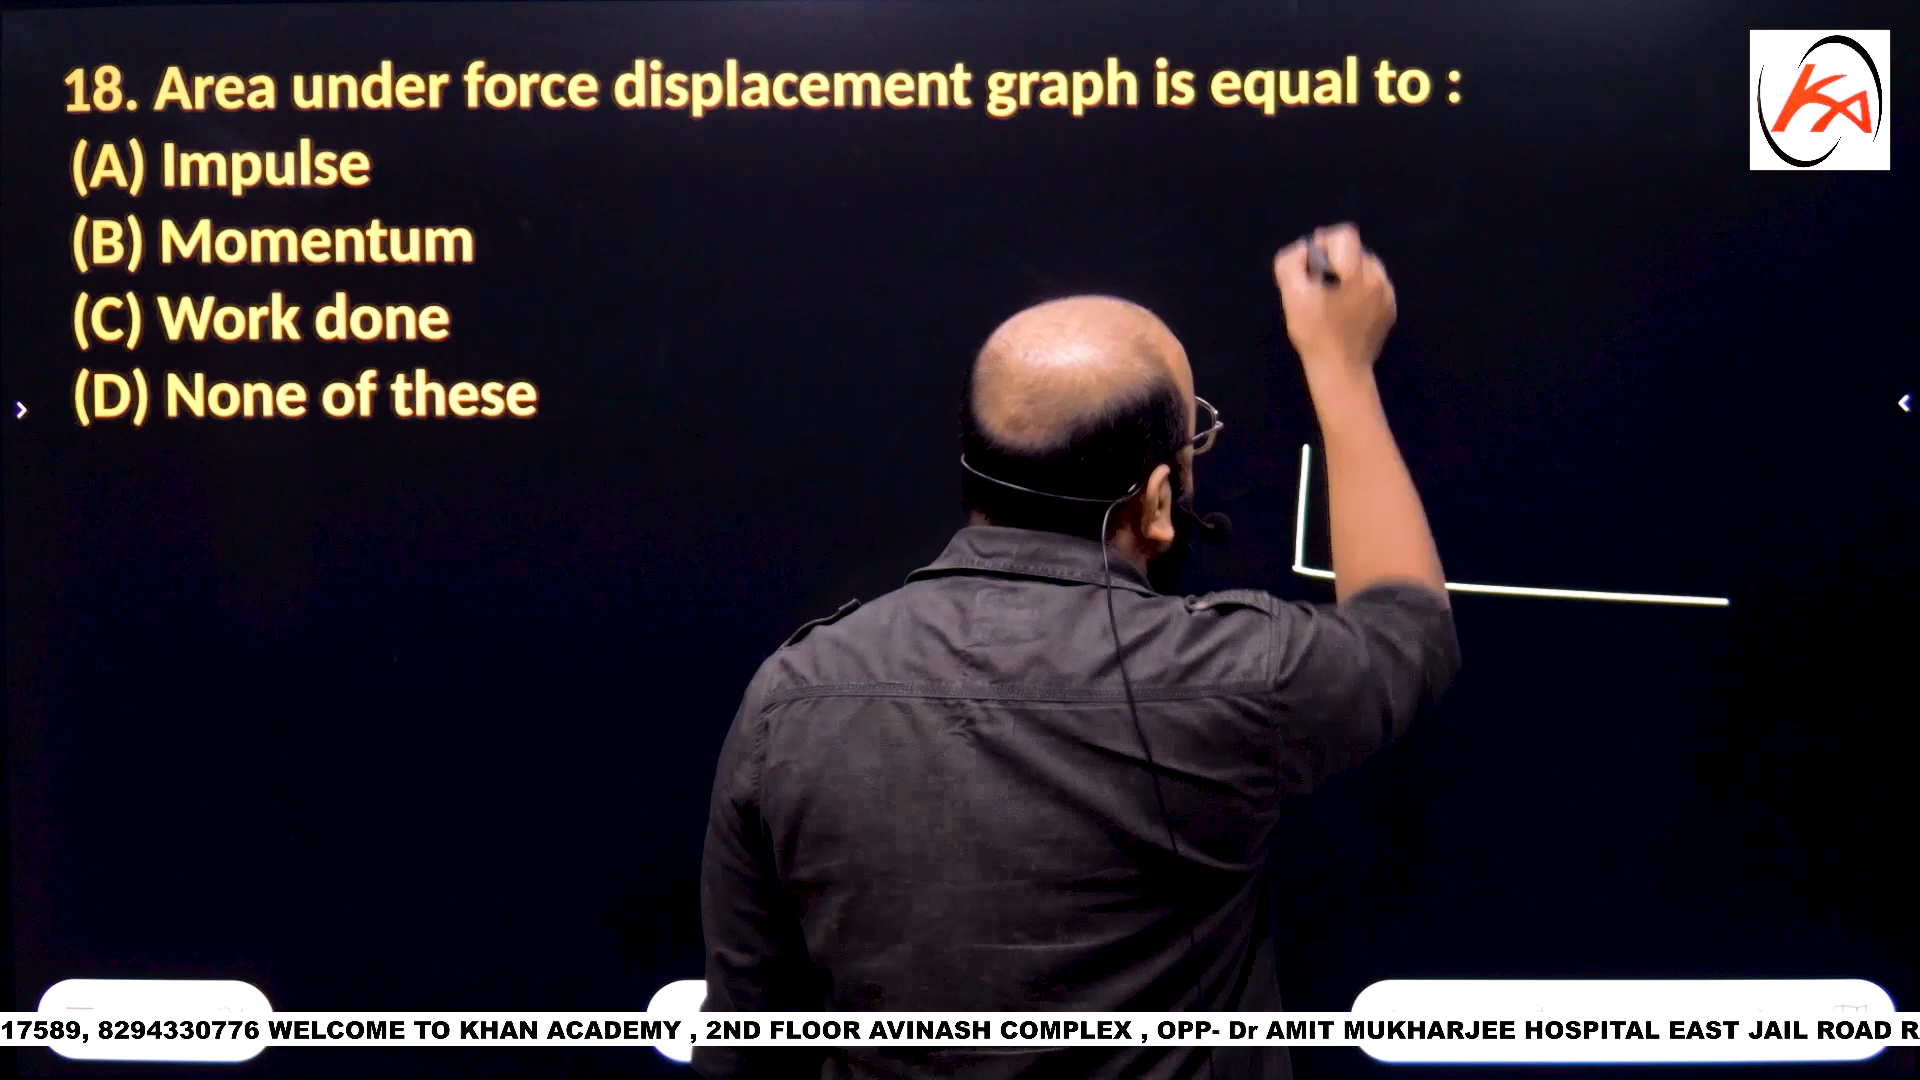 18. Area under force displacement graph is equal to :
(A) Impulse
(B) Momentum
(C) Work done
(D) None of these
KA
17589, 8294330776 WELCOME TO KHAN ACADEMY , 2ND FLOOR AVINASH COMPLEX , OPP- Dr AMIT MUKHARJEE HOSPITAL EAST JAIL ROAD R